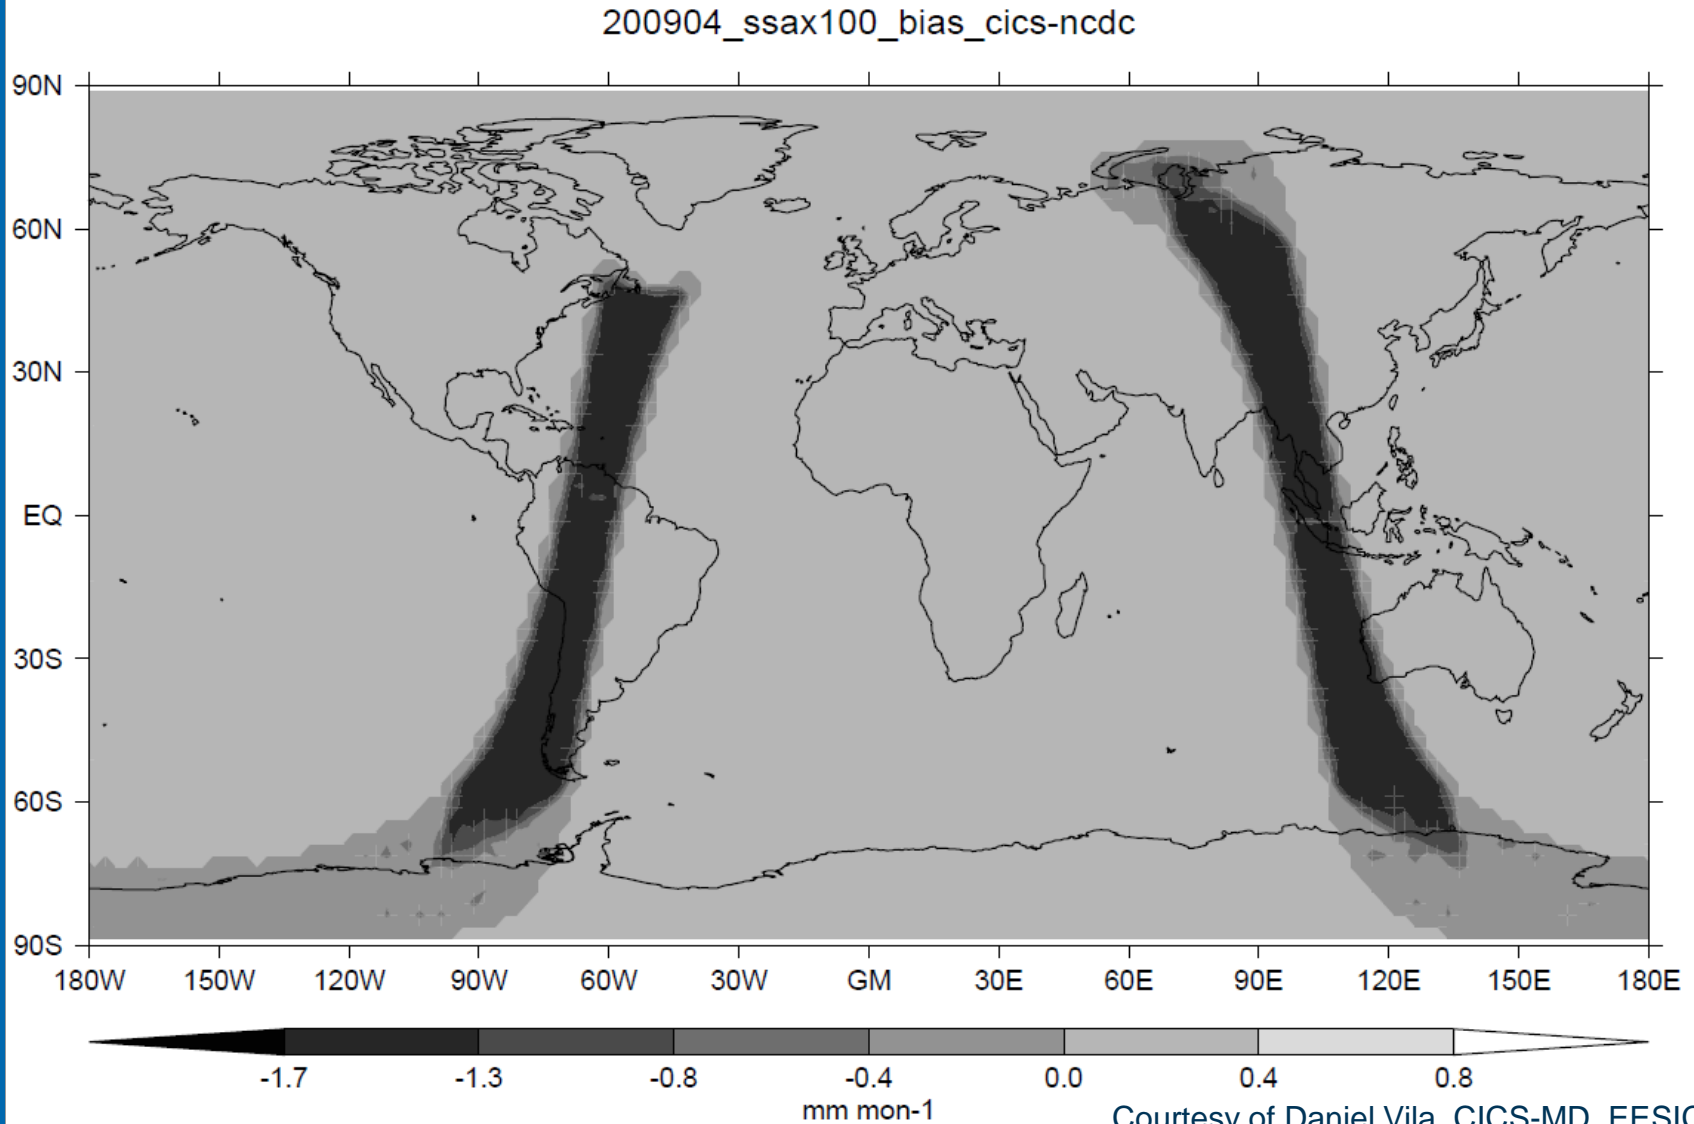 200904_ssax100_bias_cics-ncdc
90N
60N
30N
EQ
30S
60S
90S
180W 150W 120W 90W 60W 30W GM 30E 60E 90E 120E 150E 180E
-1.7 -1.3 -0.8 -0.4 0.0 0.4 0.8
mm mon-1
Courtesy of Daniel Vila, CICS-MD, EESIC